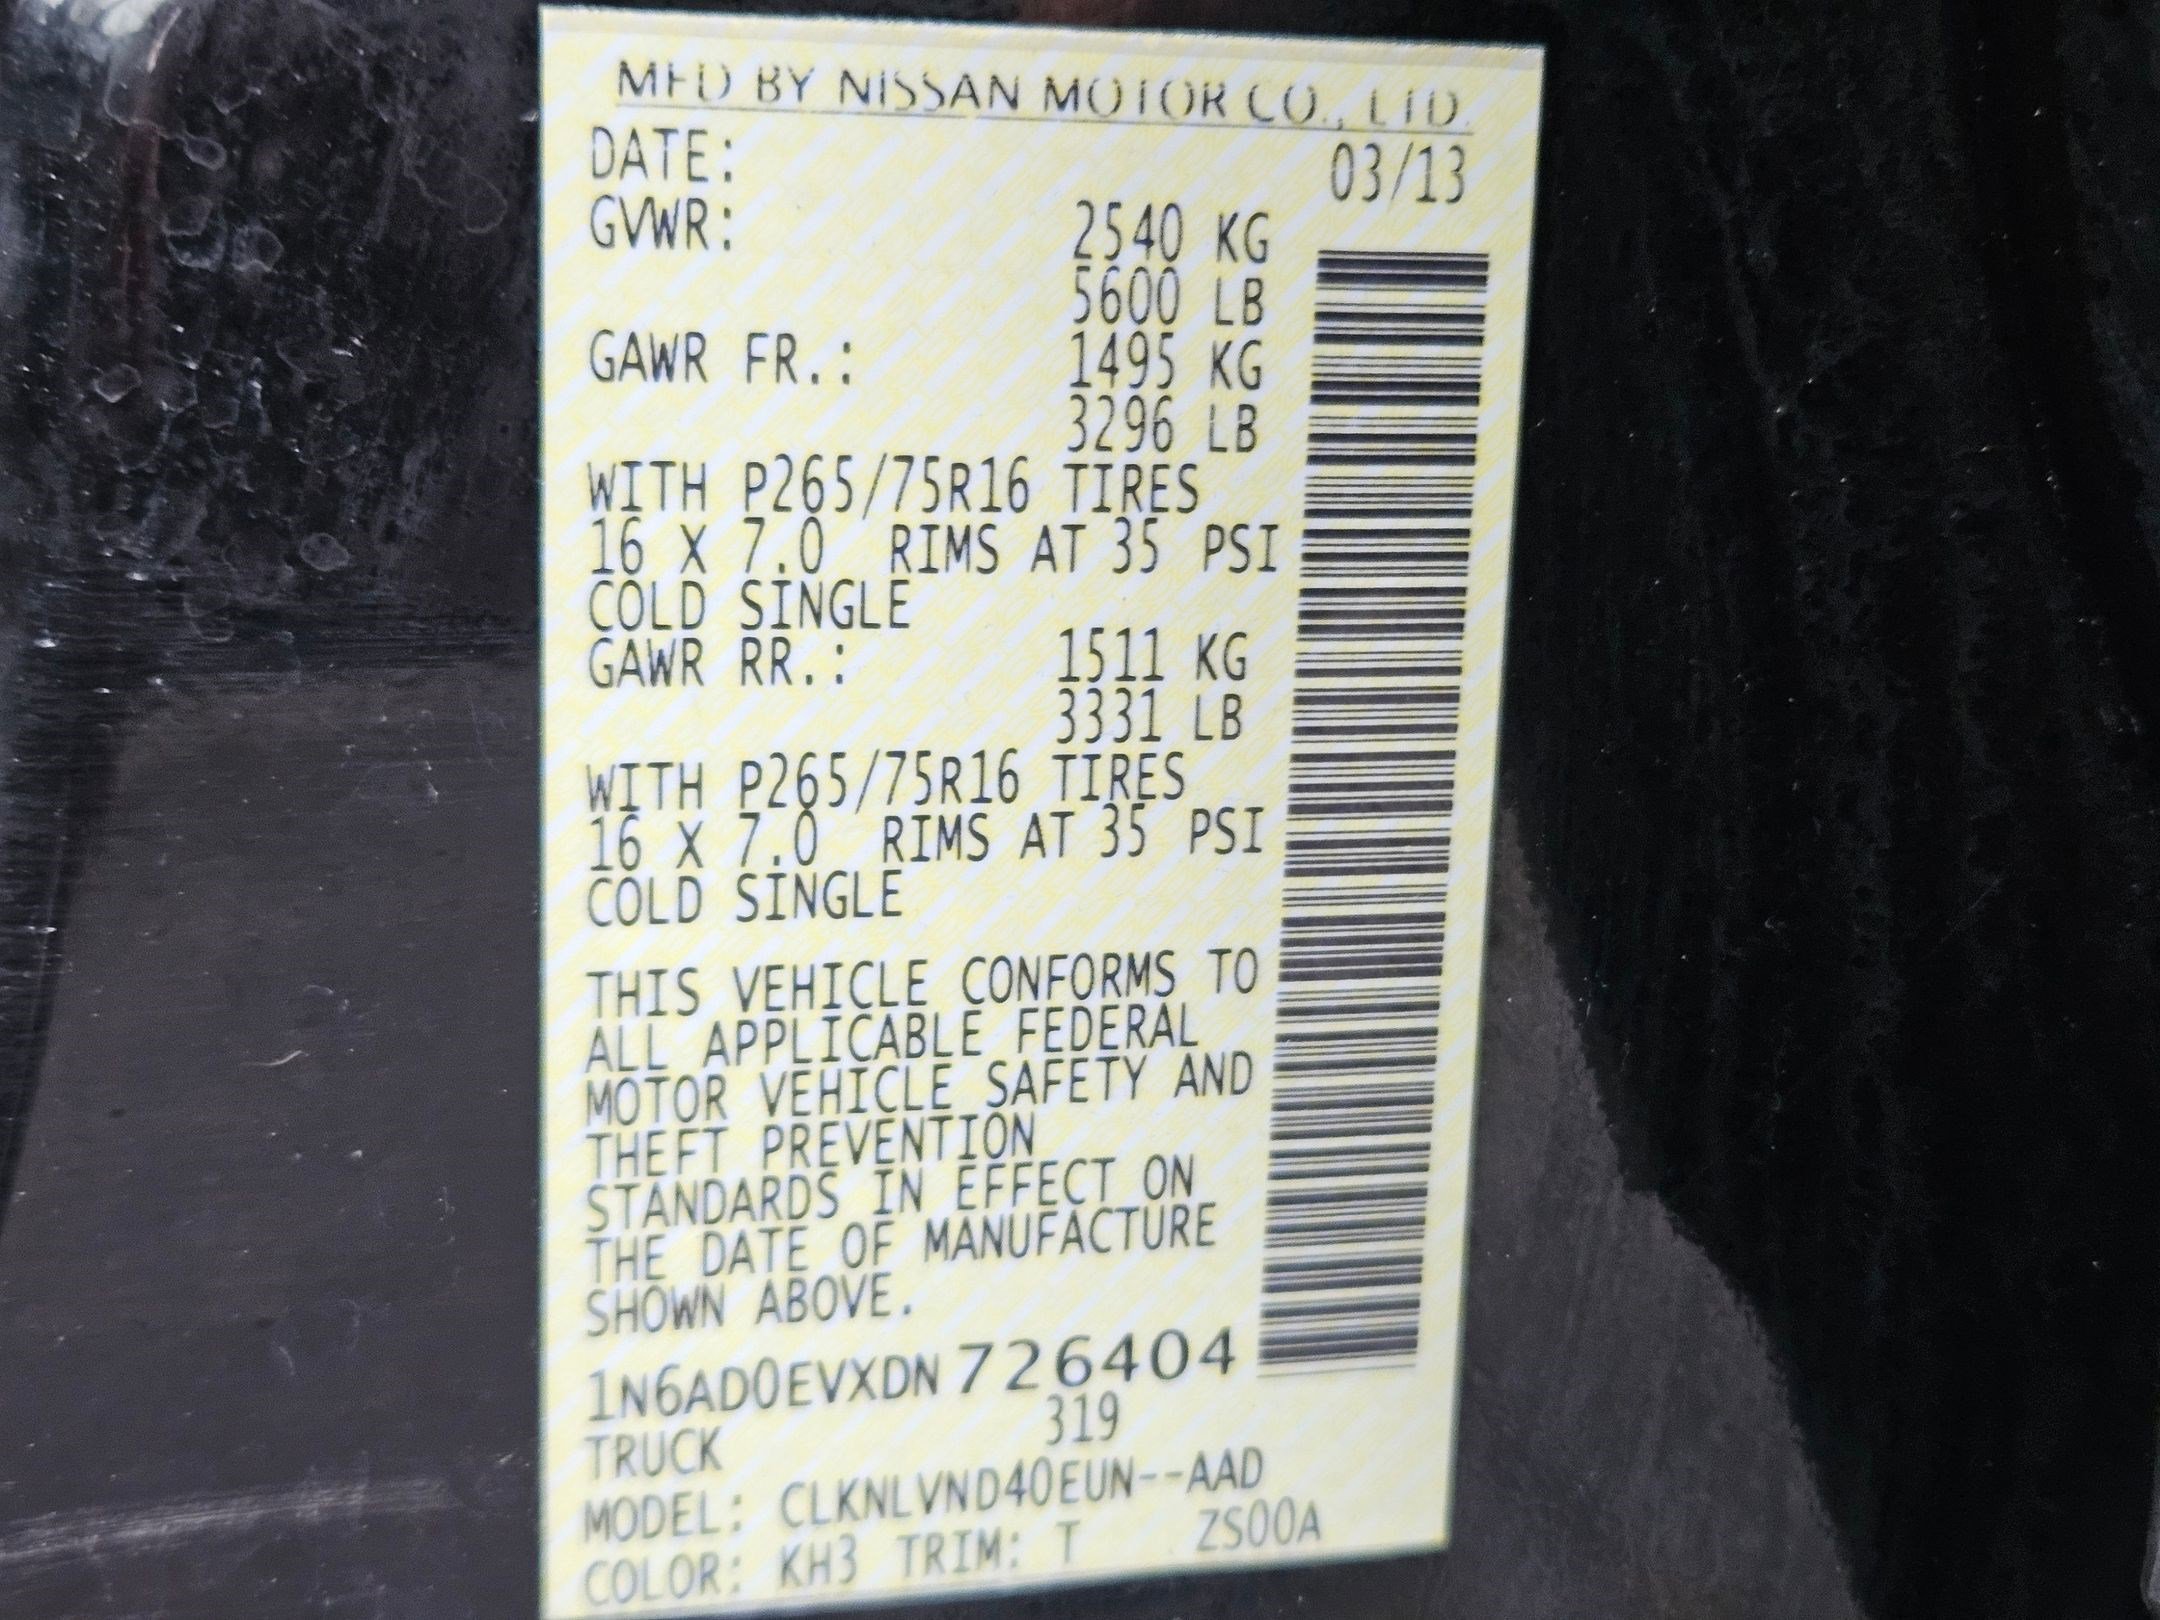 MFD BY NISSAN MOTOR CO., LTD.
DATE: 03/13
GVWR: 2540 KG
5600 LB
GAWR FR.: 1495 KG
3296 LB
WITH P265/75R16 TIRES
16 X 7.0 RIMS AT 35 PSI
COLD SINGLE
GAWR RR.: 1511 KG
3331 LB
WITH P265/75R16 TIRES
16 X 7.0 RIMS AT 35 PSI
COLD SINGLE
THIS VEHICLE CONFORMS TO
ALL APPLICABLE FEDERAL
MOTOR VEHICLE SAFETY AND
THEFT PREVENTION
STANDARDS IN EFFECT ON
THE DATE OF MANUFACTURE
SHOWN ABOVE.
1N6AD0EVXDN726404
TRUCK 319
MODEL: CLKNLVND40EUN--AAD
COLOR: KH3 TRIM: T ZS00A